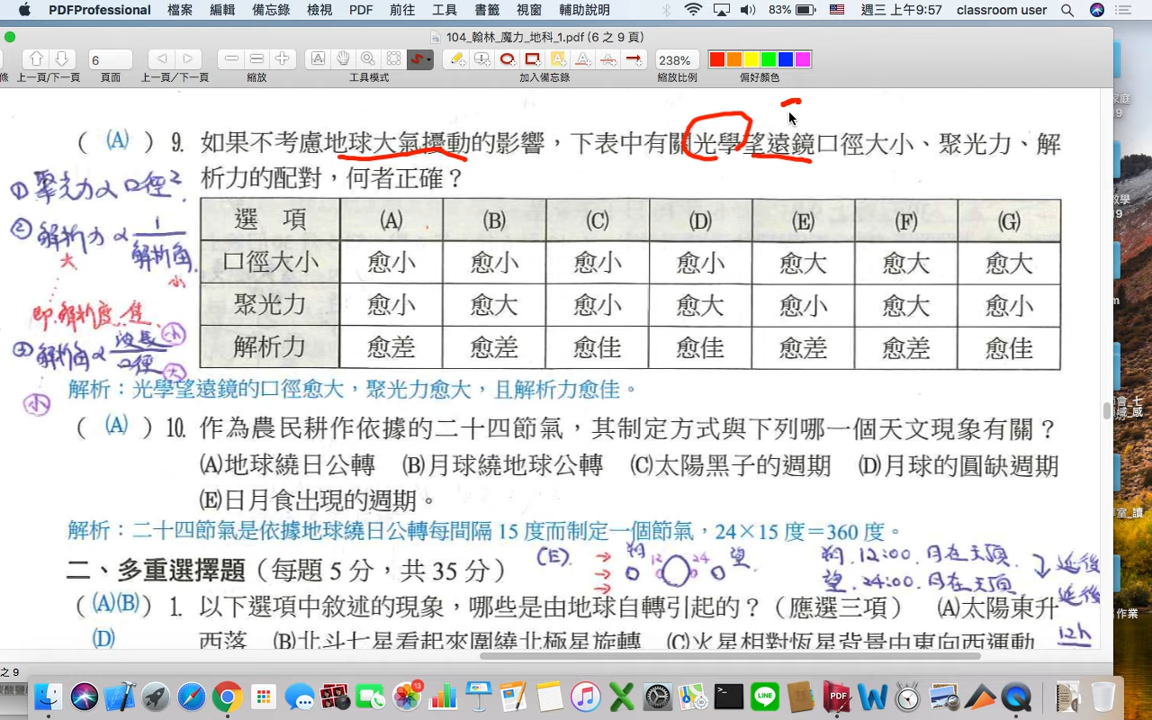 PDFProfessional 檔案 編輯 備忘錄 檢視 PDF 前往 工具 書籤 視窗 輔助說明 83% 週三 上午9:57 classroom user
104_翰林_魔力_地科_1.pdf (6 之 9 頁)
6 238%
上一頁/下一頁 頁面 上一頁/下一頁 縮放 工具模式 加入備忘錄 縮放比例 偏好顏色
( (A) ) 9. 如果不考慮地球大氣擾動的影響，下表中有關光學望遠鏡口徑大小、聚光力、解
析力的配對，何者正確？
① 聚光力∝口徑²
② 解析力∝ 1
解析角
大
小
即解析度佳
③ 解析角∝ 波長 小
口徑 大
小
選項 (A) (B) (C) (D) (E) (F) (G)
口徑大小 愈小 愈小 愈小 愈小 愈大 愈大 愈大
聚光力 愈小 愈大 愈小 愈大 愈小 愈大 愈小
解析力 愈差 愈差 愈佳 愈佳 愈差 愈差 愈佳
解析：光學望遠鏡的口徑愈大，聚光力愈大，且解析力愈佳。
( (A) ) 10. 作為農民耕作依據的二十四節氣，其制定方式與下列哪一個天文現象有關？
(A)地球繞日公轉 (B)月球繞地球公轉 (C)太陽黑子的週期 (D)月球的圓缺週期
(E)日月食出現的週期。
解析：二十四節氣是依據地球繞日公轉每間隔 15 度而制定一個節氣，24×15 度＝360 度。
(E) 朔 12 24 望
朔 12:00 月在天頂 延後
望 24:00 月在天頂 延後
12h
二、多重選擇題（每題 5 分，共 35 分）
( (A)(B) ) 1. 以下選項中敘述的現象，哪些是由地球自轉引起的？（應選三項） (A)太陽東升
(D) 西落 (B)北斗七星看起來圍繞北極星旋轉 (C)火星相對恆星背景由東向西運動